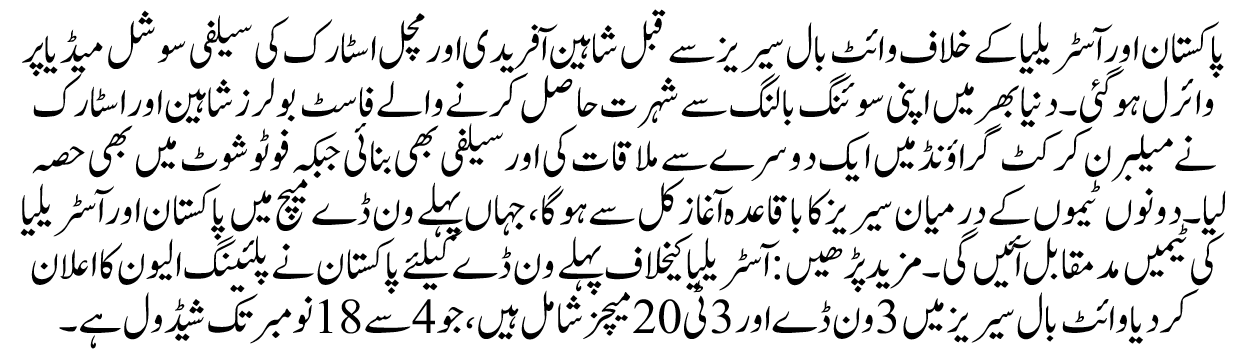 پاکستان اور آسٹریلیا کے خلاف وائٹ بال سیریز سے قبل شاہین آفریدی اور مچل اسٹارک کی سیلفی سوشل میڈیا پر
وائرل ہوگئی۔ دنیا بھر میں اپنی سوئنگ بالنگ سے شہرت حاصل کرنے والے فاسٹ بولرز شاہین اور اسٹارک
نے میلبرن کرکٹ گراؤنڈ میں ایک دوسرے سے ملاقات کی اور سیلفی بھی بنائی جبکہ فوٹو شوٹ میں بھی حصہ
لیا۔ دونوں ٹیموں کے درمیان سیریز کا باقاعدہ آغاز کل سے ہوگا، جہاں پہلے ون ڈے میچ میں پاکستان اور آسٹریلیا
کی ٹیمیں مد مقابل آئیں گی۔ مزید پڑھیں: آسٹریلیا کیخلاف پہلے ون ڈے کیلئے پاکستان نے پلئینگ الیون کا اعلان
کر دیا وائٹ بال سیریز میں 3 ون ڈے اور 3 ٹی 20 میچز شامل ہیں، جو 4 سے 18 نومبر تک شیڈول ہے۔